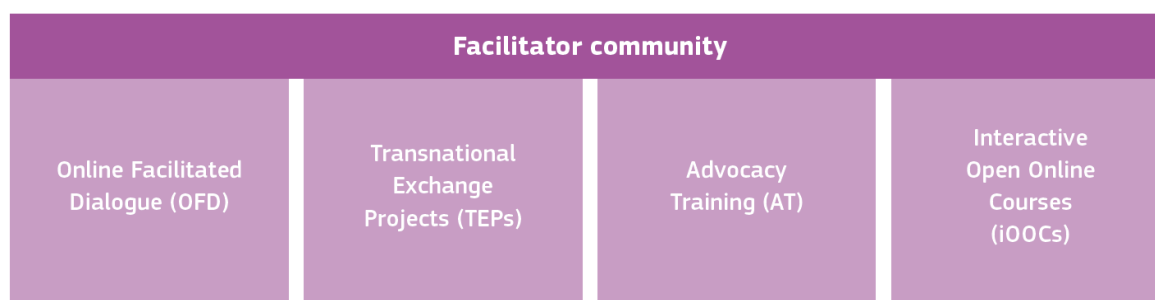 Facilitator community
Online Facilitated
Dialogue (OFD)
Transnational
Exchange
Projects (TEPs)
Advocacy
Training (AT)
Interactive
Open Online
Courses
(iOOCs)